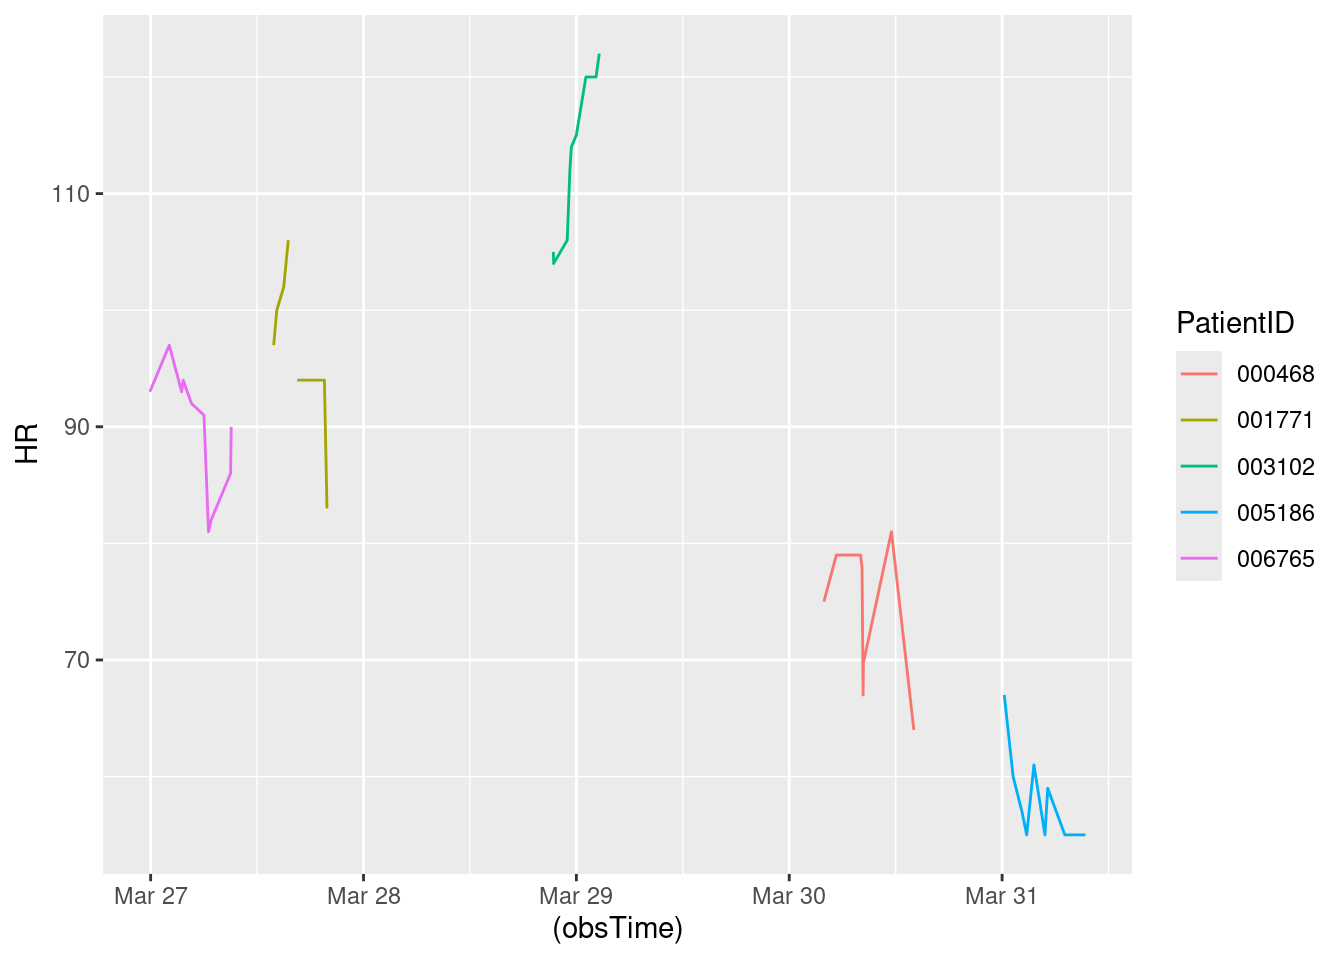 110
90
70
HR
Mar 27
Mar 28
Mar 29
Mar 30
Mar 31
(obsTime)
PatientID
000468
001771
003102
005186
006765